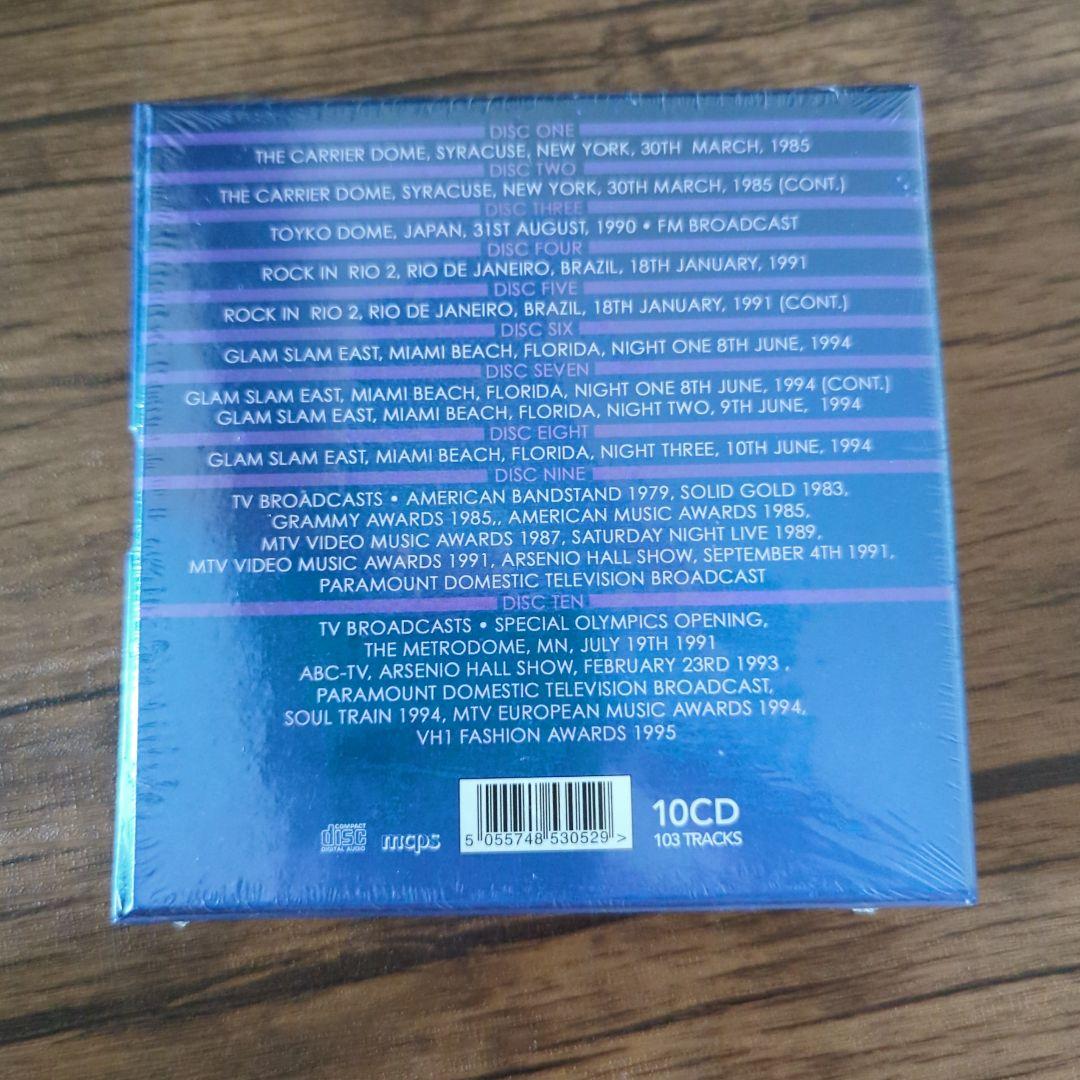 DISC ONE
THE CARRIER DOME, SYRACUSE, NEW YORK, 30TH MARCH, 1985
DISC TWO
THE CARRIER DOME, SYRACUSE, NEW YORK, 30TH MARCH, 1985 (CONT.)
DISC THREE
TOYKO DOME, JAPAN, 31ST AUGUST, 1990 • FM BROADCAST
DISC FOUR
ROCK IN RIO 2, RIO DE JANEIRO, BRAZIL, 18TH JANUARY, 1991
DISC FIVE
ROCK IN RIO 2, RIO DE JANEIRO, BRAZIL, 18TH JANUARY, 1991 (CONT.)
DISC SIX
GLAM SLAM EAST, MIAMI BEACH, FLORIDA, NIGHT ONE 8TH JUNE, 1994
DISC SEVEN
GLAM SLAM EAST, MIAMI BEACH, FLORIDA, NIGHT ONE 8TH JUNE, 1994 (CONT.)
GLAM SLAM EAST, MIAMI BEACH, FLORIDA, NIGHT TWO, 9TH JUNE, 1994
DISC EIGHT
GLAM SLAM EAST, MIAMI BEACH, FLORIDA, NIGHT THREE, 10TH JUNE, 1994
DISC NINE
TV BROADCASTS • AMERICAN BANDSTAND 1979, SOLID GOLD 1983,
GRAMMY AWARDS 1985,, AMERICAN MUSIC AWARDS 1985,
MTV VIDEO MUSIC AWARDS 1987, SATURDAY NIGHT LIVE 1989,
MTV VIDEO MUSIC AWARDS 1991, ARSENIO HALL SHOW, SEPTEMBER 4TH 1991,
PARAMOUNT DOMESTIC TELEVISION BROADCAST
DISC TEN
TV BROADCASTS • SPECIAL OLYMPICS OPENING,
THE METRODOME, MN, JULY 19TH 1991
ABC-TV, ARSENIO HALL SHOW, FEBRUARY 23RD 1993 ,
PARAMOUNT DOMESTIC TELEVISION BROADCAST,
SOUL TRAIN 1994, MTV EUROPEAN MUSIC AWARDS 1994,
VH1 FASHION AWARDS 1995
COMPACT
disc
DIGITAL AUDIO
mcps
5 055748 530529 >
10CD
103 TRACKS